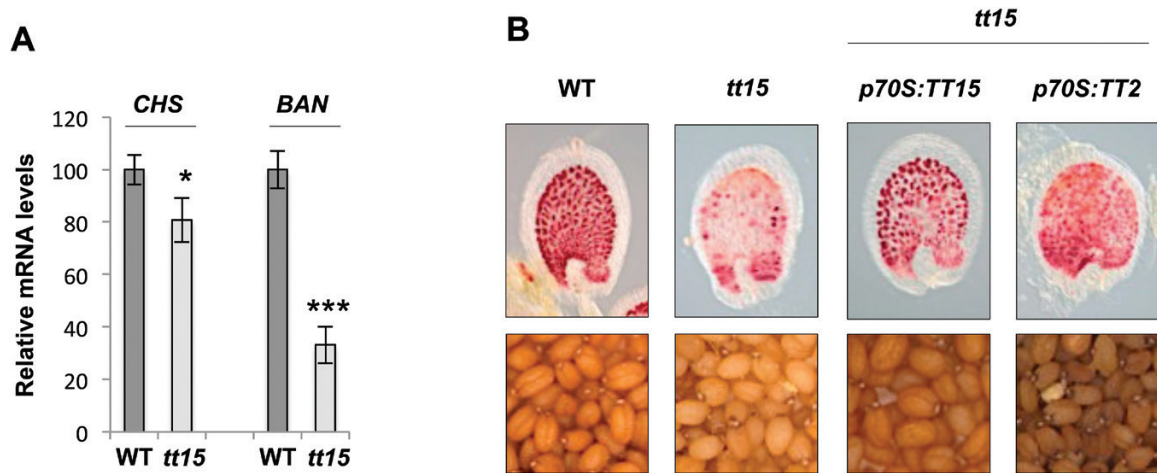 A
CHS BAN
Relative mRNA levels
120
100
80
60
40
20
0
*
***
WT tt15 WT tt15
B
tt15
WT tt15 p70S:TT15 p70S:TT2